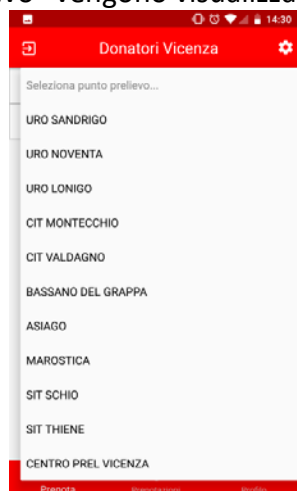 14:30
Donatori Vicenza
Seleziona punto prelievo...
URO SANDRIGO
URO NOVENTA
URO LONIGO
CIT MONTECCHIO
CIT VALDAGNO
BASSANO DEL GRAPPA
ASIAGO
MAROSTICA
SIT SCHIO
SIT THIENE
CENTRO PREL VICENZA
Prenota Prenotazioni Profilo